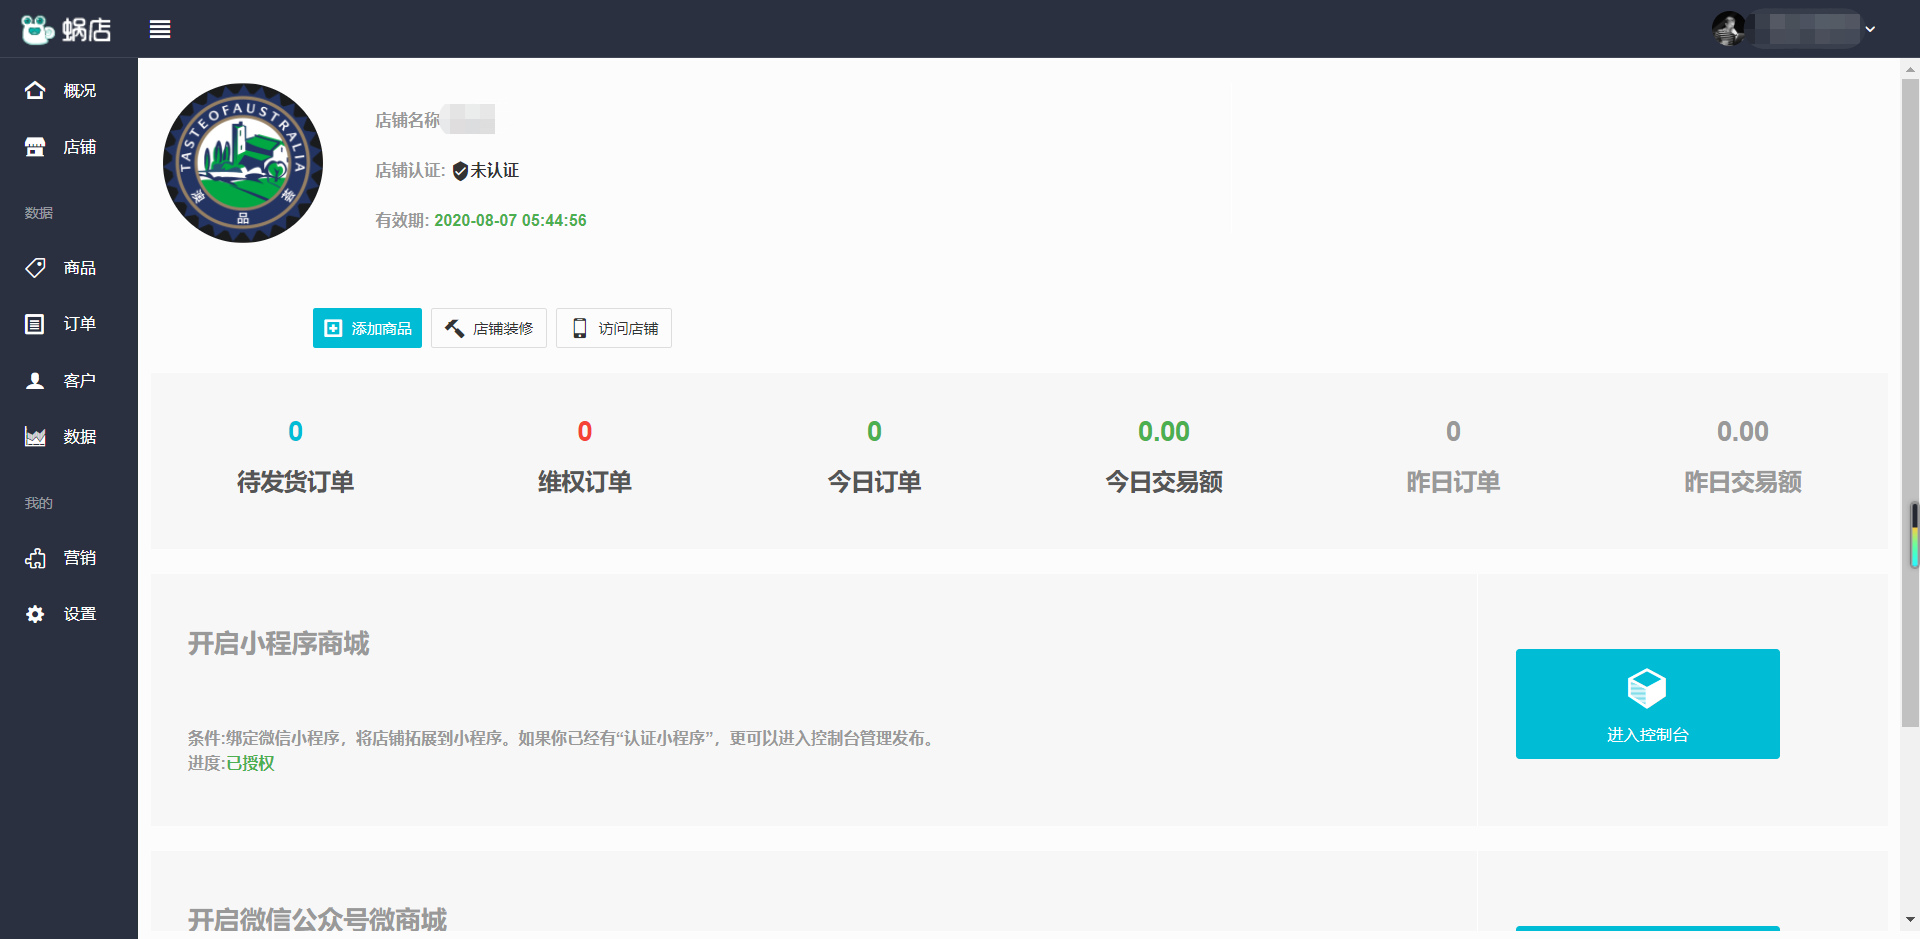 蜗店
概况
店铺
数据
商品
订单
客户
数据
我的
营销
设置
TASTE OF AUSTRALIA
澳品荟
店铺名称
店铺认证: 未认证
有效期: 2020-08-07 05:44:56
添加商品 店铺装修 访问店铺
0 0 0 0.00 0 0.00
待发货订单 维权订单 今日订单 今日交易额 昨日订单 昨日交易额
开启小程序商城
条件:绑定微信小程序，将店铺拓展到小程序。如果你已经有“认证小程序”，更可以进入控制台管理发布。
进度:已授权
进入控制台
开启微信公众号微商城